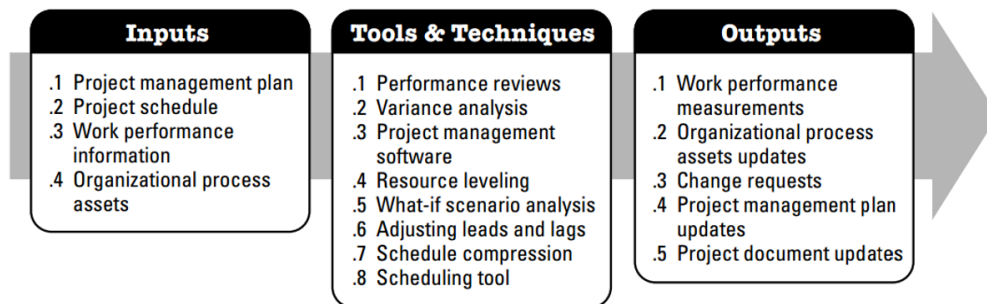 Inputs
.1 Project management plan
.2 Project schedule
.3 Work performance
information
.4 Organizational process
assets
Tools & Techniques
.1 Performance reviews
.2 Variance analysis
.3 Project management
software
.4 Resource leveling
.5 What-if scenario analysis
.6 Adjusting leads and lags
.7 Schedule compression
.8 Scheduling tool
Outputs
.1 Work performance
measurements
.2 Organizational process
assets updates
.3 Change requests
.4 Project management plan
updates
.5 Project document updates